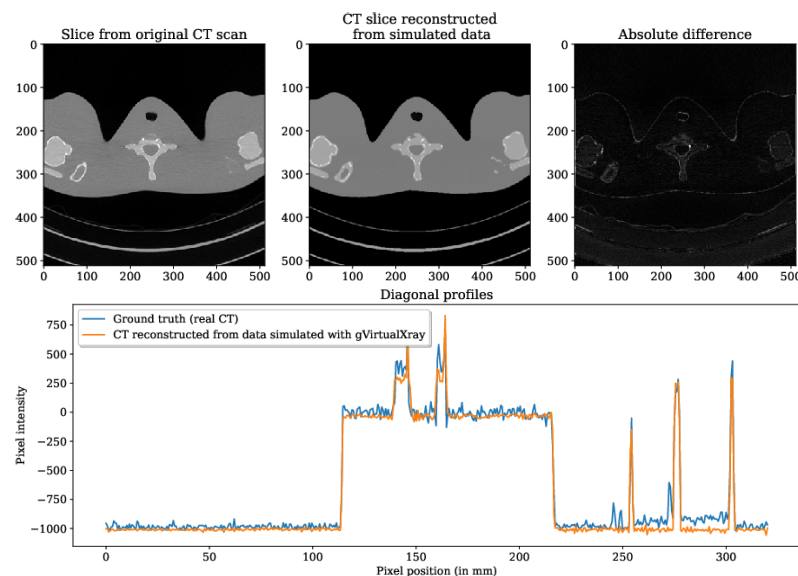 Slice from original CT scan
CT slice reconstructed
from simulated data
Absolute difference
0
100
200
300
400
500
0 100 200 300 400 500
0
100
200
300
400
500
0 100 200 300 400 500
0
100
200
300
400
500
0 100 200 300 400 500
Diagonal profiles
Ground truth (real CT)
CT reconstructed from data simulated with gVirtualXray
Pixel intensity
750
500
250
0
−250
−500
−750
−1000
0 50 100 150 200 250 300
Pixel position (in mm)